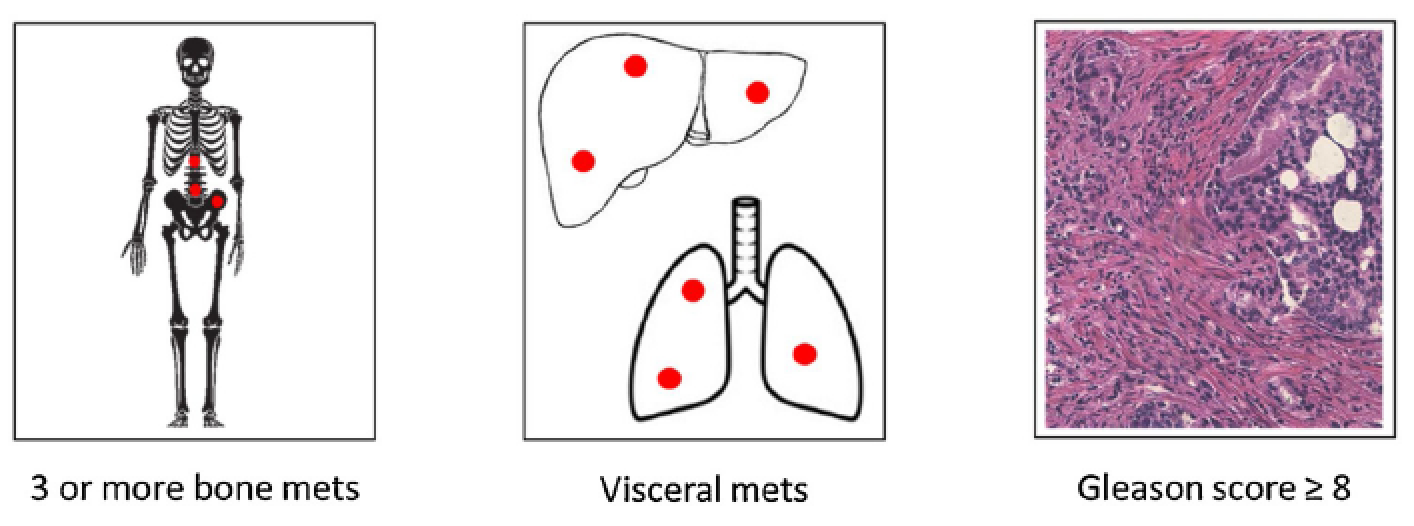 3 or more bone mets
Visceral mets
Gleason score ≥ 8